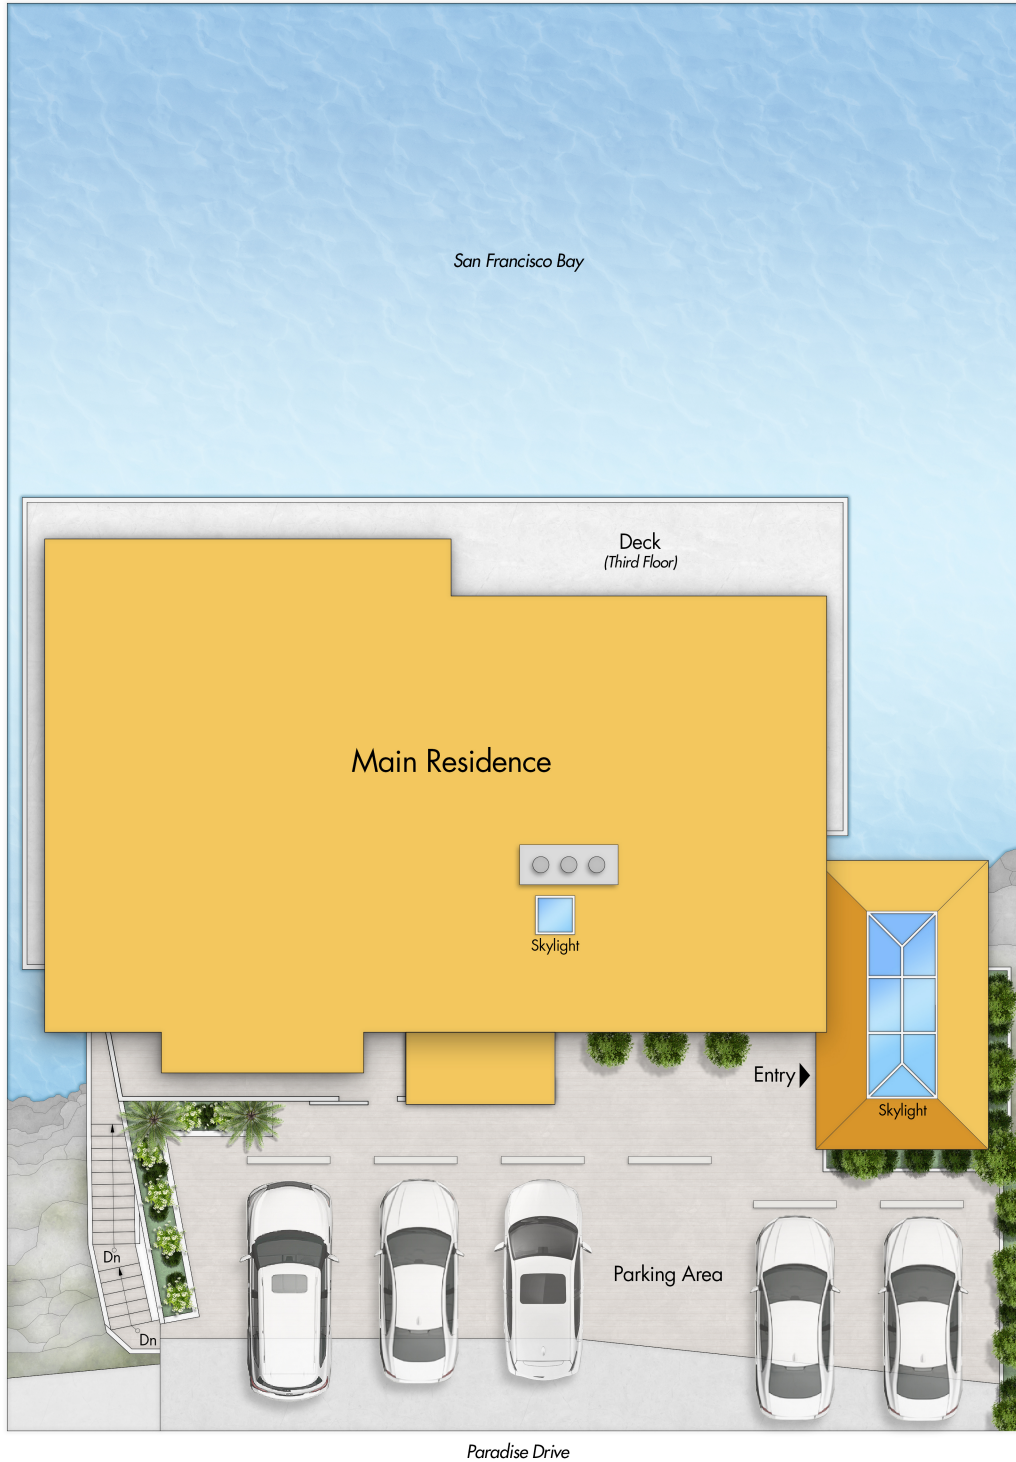 San Francisco Bay
Deck
(Third Floor)
Main Residence
Skylight
Entry
Skylight
Dn
Parking Area
Dn
Paradise Drive